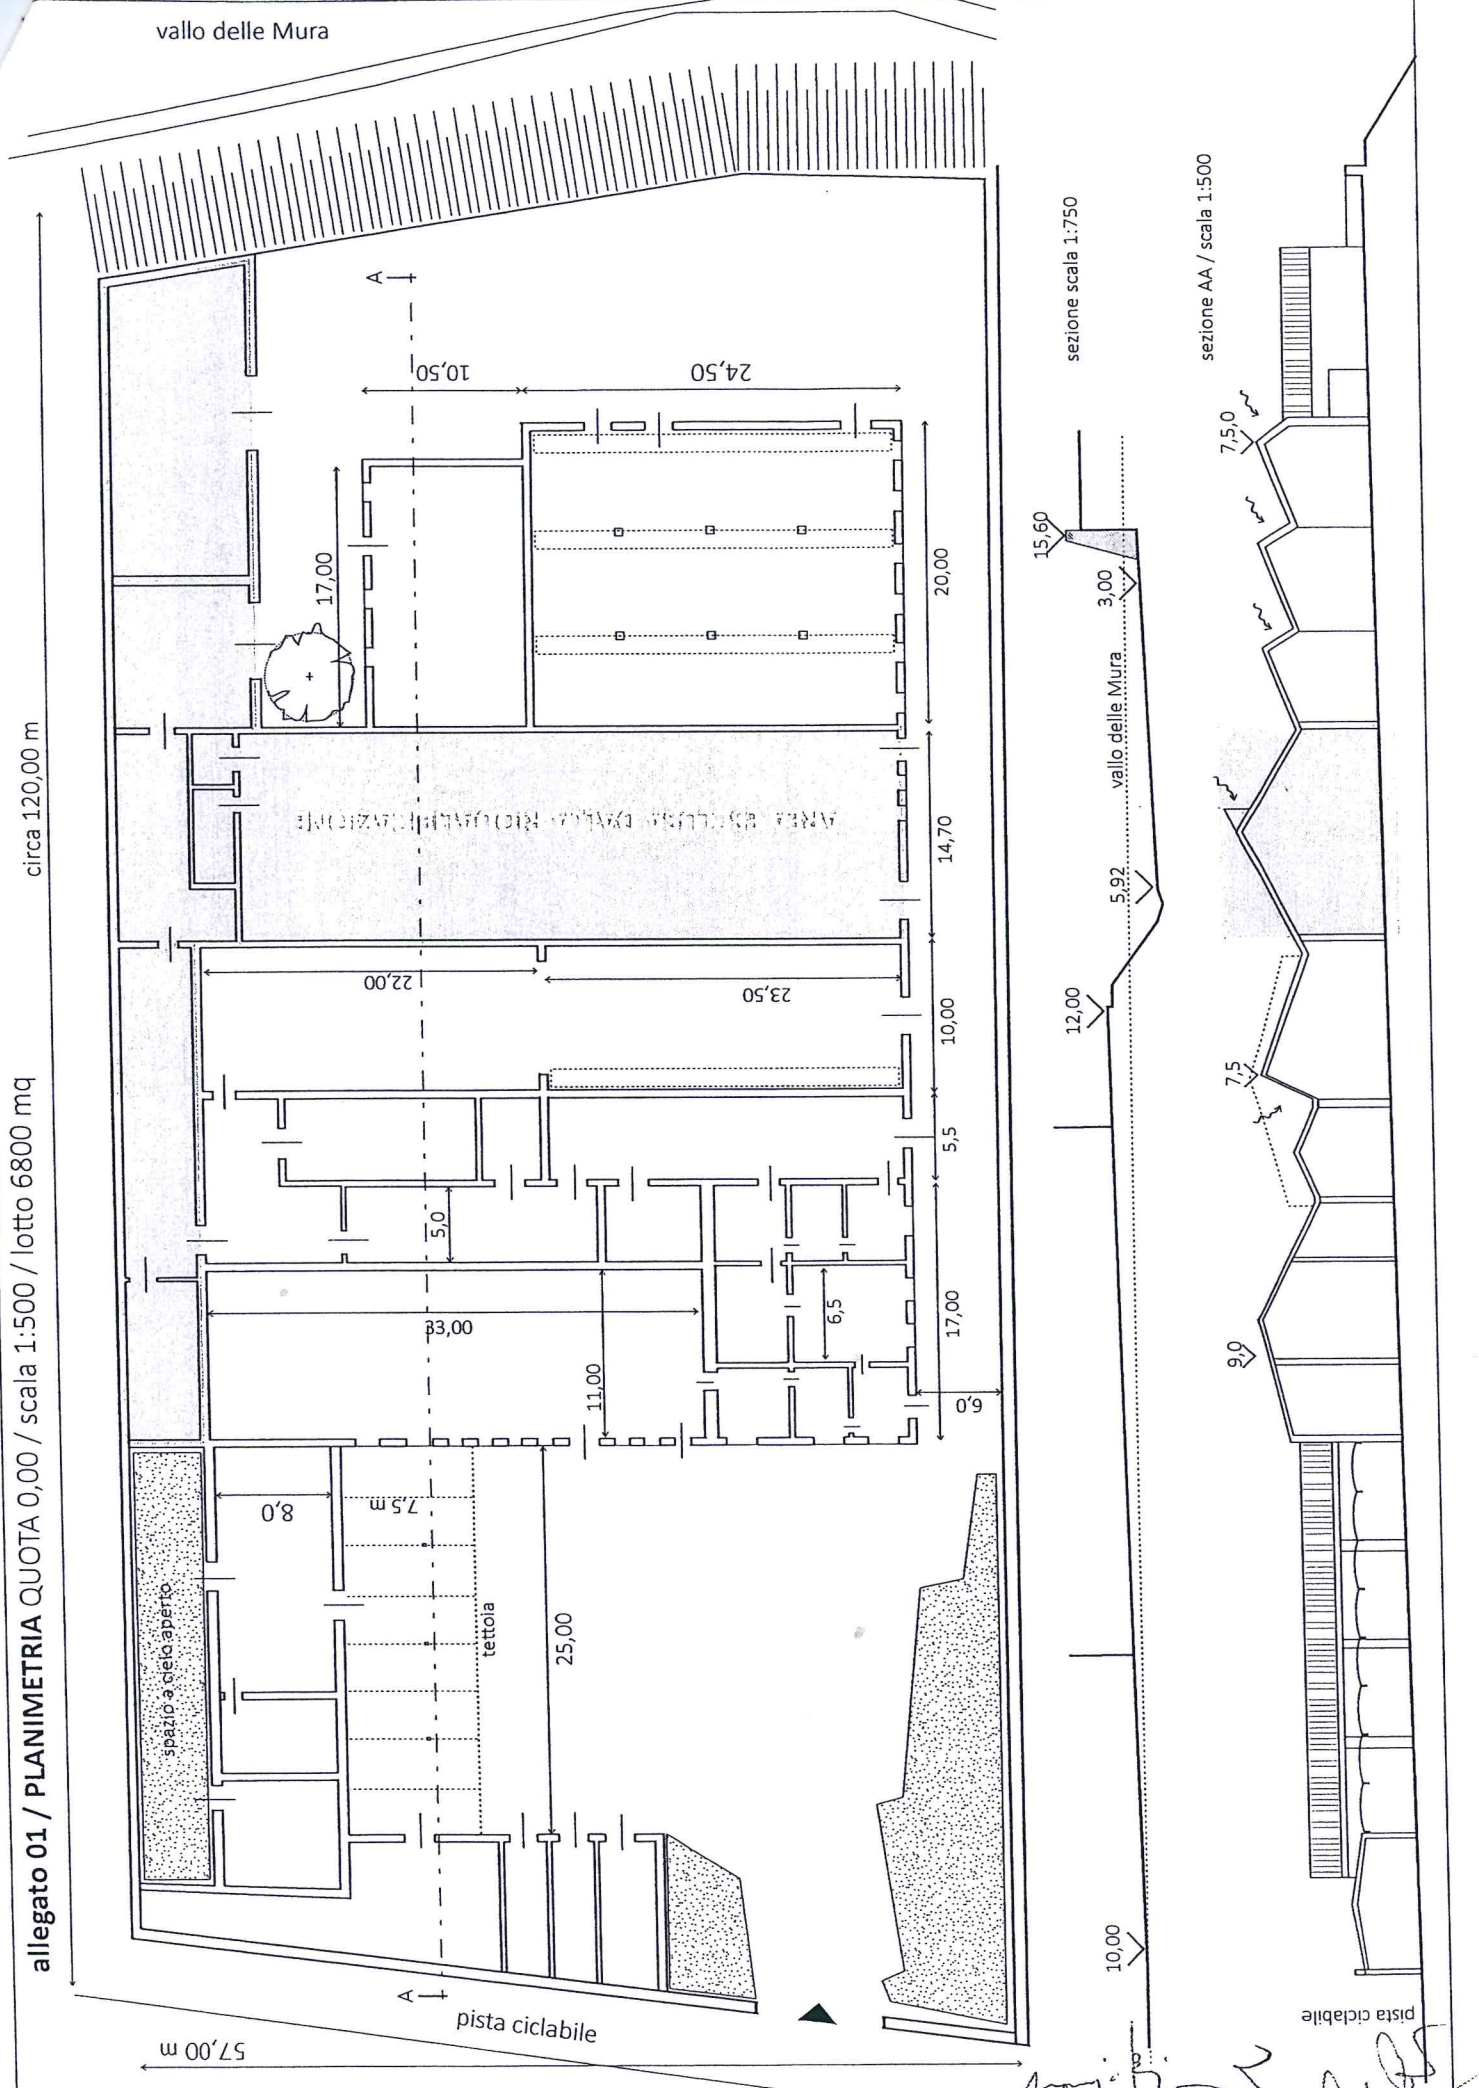 vallo delle Mura
allegato 01 / PLANIMETRIA QUOTA 0,00 / scala 1:500 / lotto 6800 mq
circa 120,00 m
57,00 m
A
10,50
24,50
17,00
20,00
AREA ESCLUSA DALLA RIQUALIFICAZIONE
14,70
22,00
23,50
10,00
5,5
5,0
33,00
11,00
6,5
17,00
6,0
spazio a cielo aperto
8,0
7,5 m
tettoia
25,00
A
pista ciclabile
sezione scala 1:750
15,60
3,00
vallo delle Mura
5,92
12,00
10,00
sezione AA / scala 1:500
7,5,0
7,5
9,0
pista ciclabile